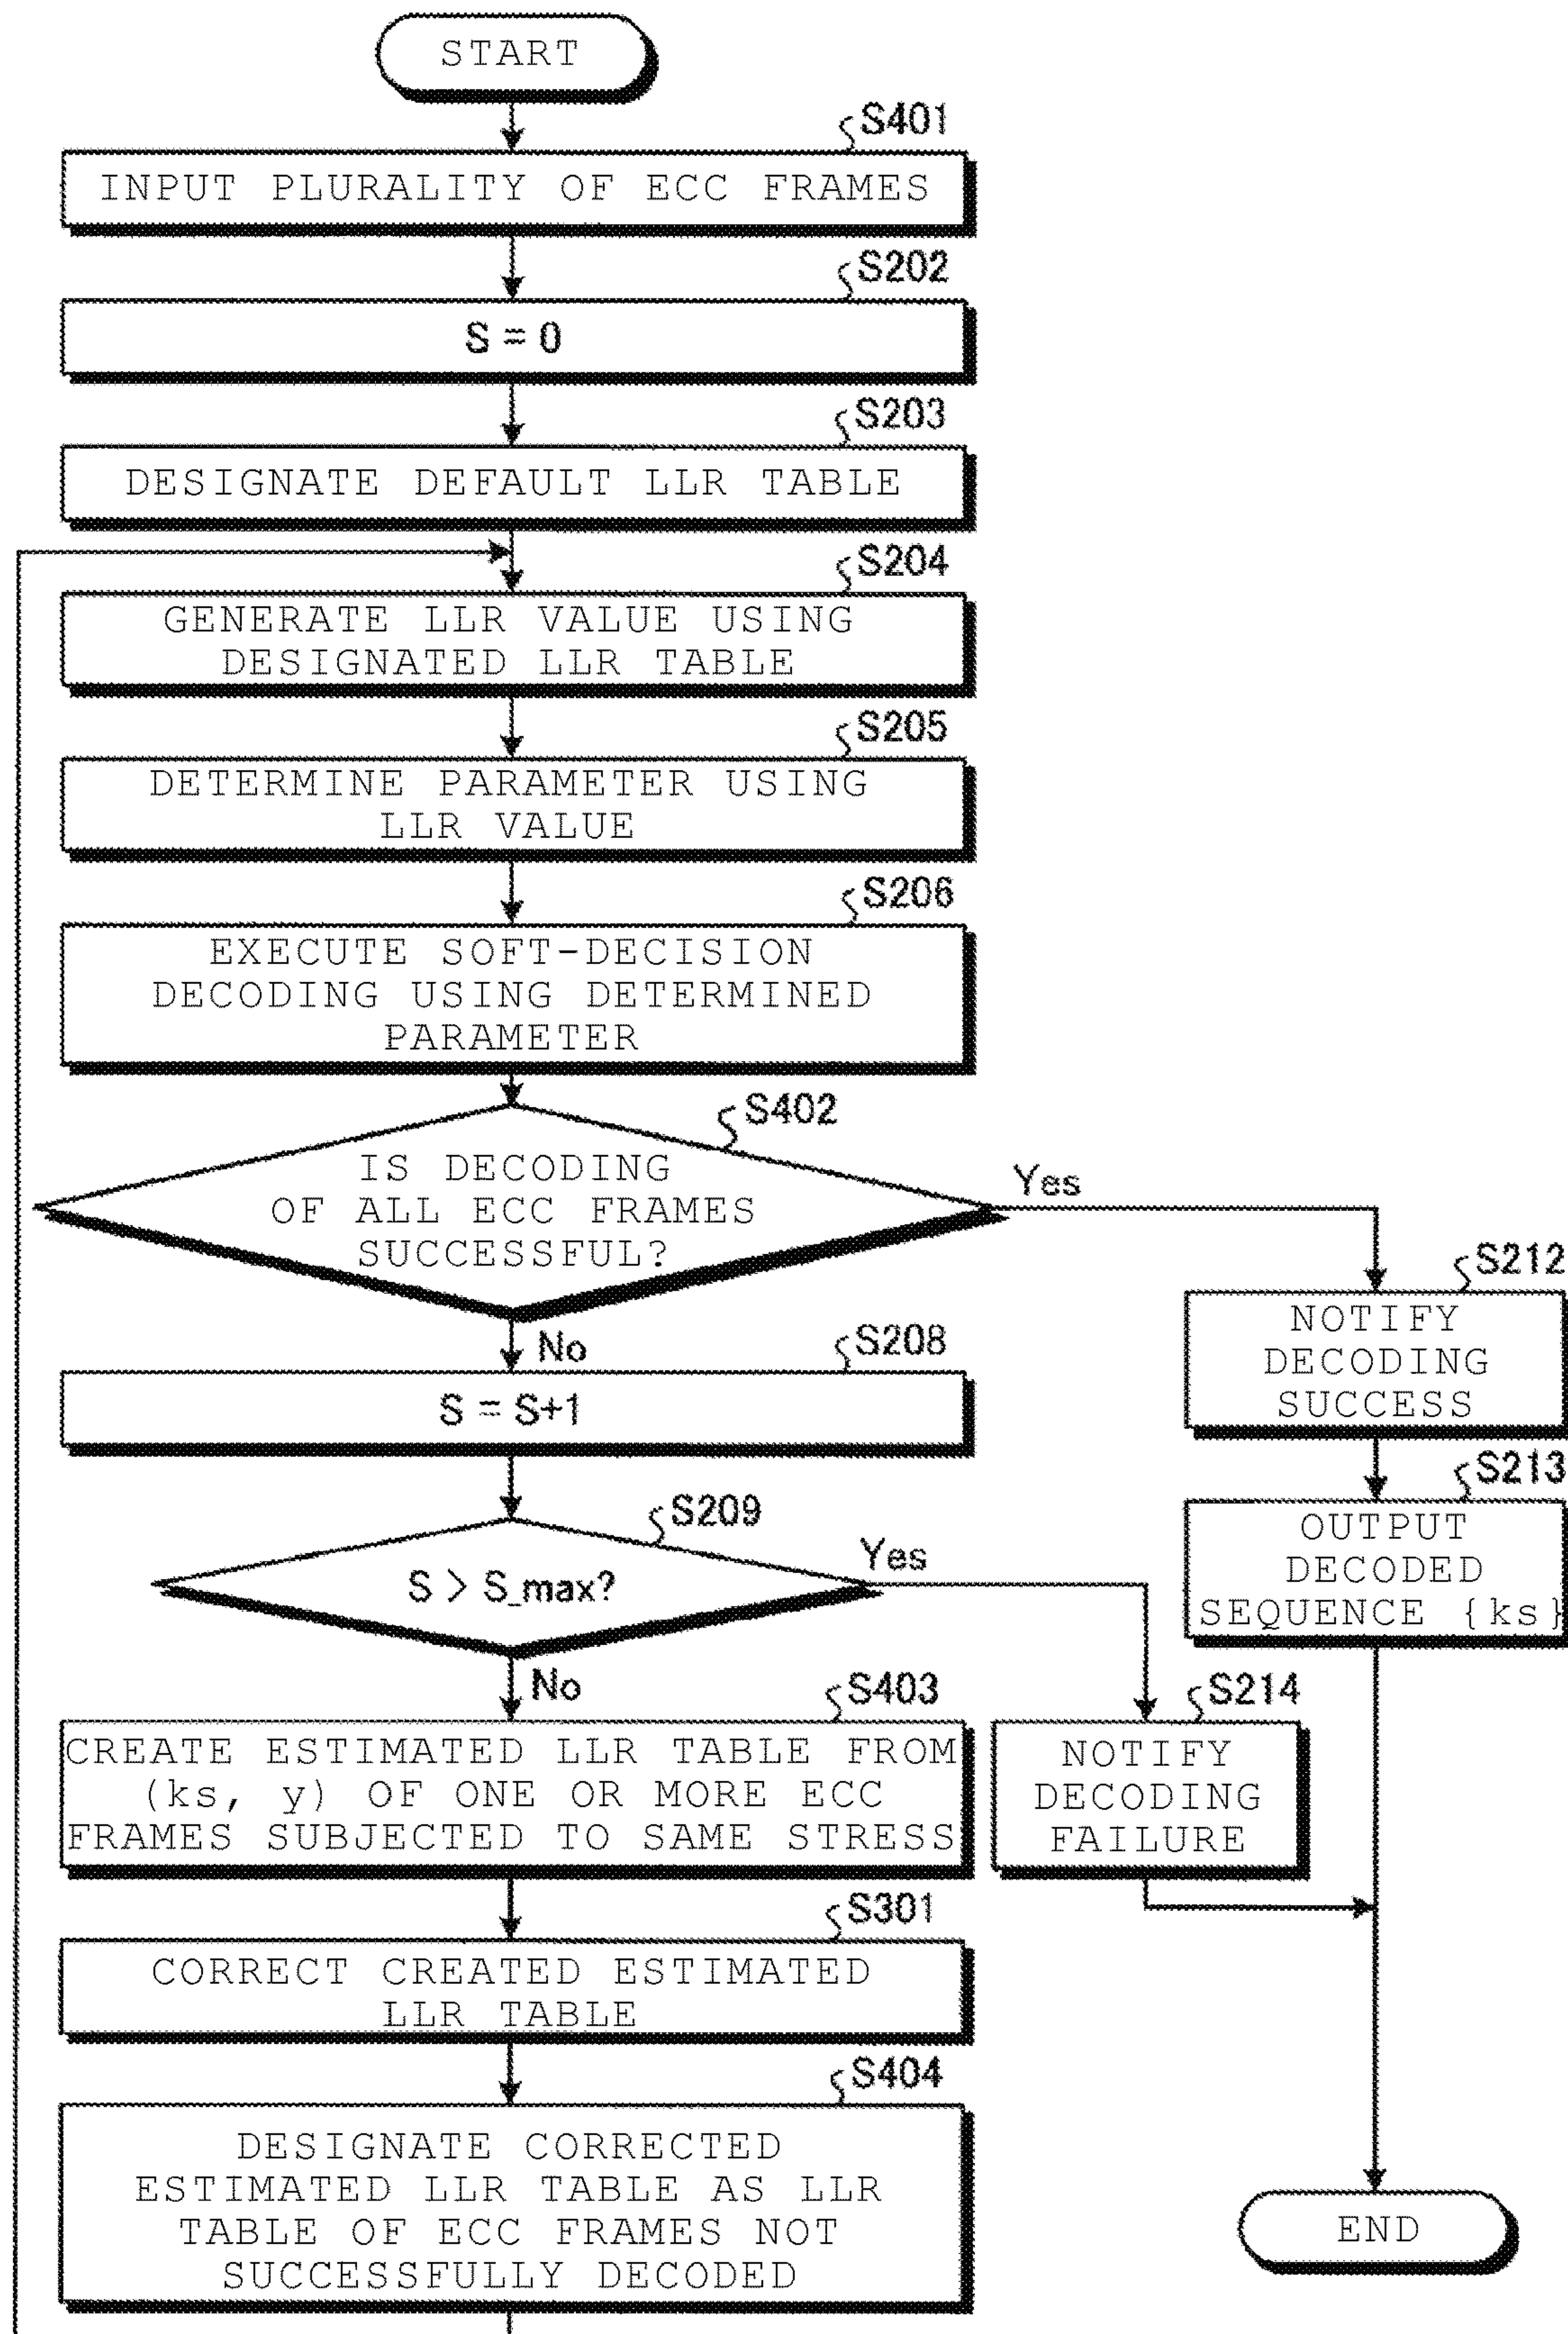 START
S401
INPUT PLURALITY OF ECC FRAMES
S202
S = 0
S203
DESIGNATE DEFAULT LLR TABLE
S204
GENERATE LLR VALUE USING
DESIGNATED LLR TABLE
S205
DETERMINE PARAMETER USING
LLR VALUE
S206
EXECUTE SOFT-DECISION
DECODING USING DETERMINED
PARAMETER
S402
IS DECODING
OF ALL ECC FRAMES
SUCCESSFUL?
Yes
No
S212
NOTIFY
DECODING
SUCCESS
S213
OUTPUT
DECODED
SEQUENCE {ks}
S208
S = S+1
S209
S > S_max?
Yes
No
S214
NOTIFY
DECODING
FAILURE
S403
CREATE ESTIMATED LLR TABLE FROM
(ks, y) OF ONE OR MORE ECC
FRAMES SUBJECTED TO SAME STRESS
S301
CORRECT CREATED ESTIMATED
LLR TABLE
S404
DESIGNATE CORRECTED
ESTIMATED LLR TABLE AS LLR
TABLE OF ECC FRAMES NOT
SUCCESSFULLY DECODED
END